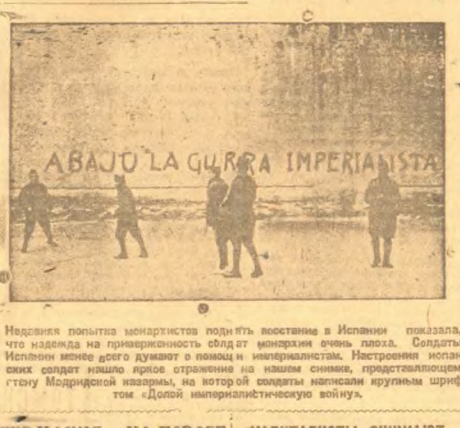 ABAJO LA GURRA IMPERIALISTA
Недавняя попытка монархистов поднять восстание в Испании показала,
что надежда на приверженность солдат монархии очень плоха. Солдаты
Испании менее всего думают о помощи империалистам. Настроения испан
ских солдат нашло яркое отражение на нашем снимке, представляющем
стену Мадридской казармы, на которой солдаты написали крупным шриф
том «Долой империалистическую войну».